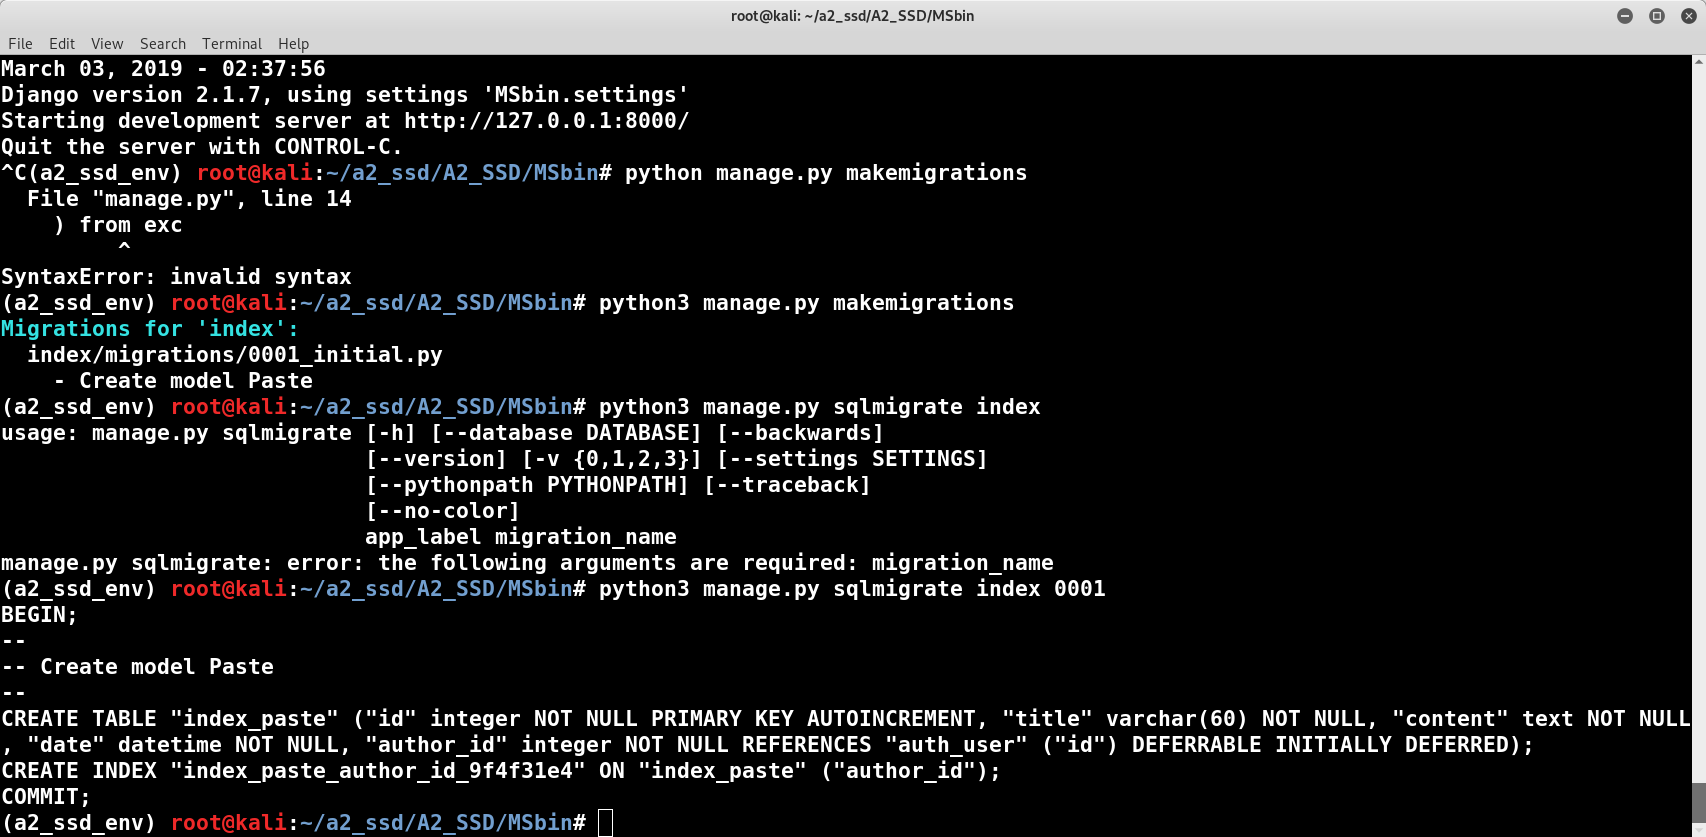 root@kali: ~/a2_ssd/A2_SSD/MSbin
File Edit View Search Terminal Help
March 03, 2019 - 02:37:56
Django version 2.1.7, using settings 'MSbin.settings'
Starting development server at http://127.0.0.1:8000/
Quit the server with CONTROL-C.
^C(a2_ssd_env) root@kali:~/a2_ssd/A2_SSD/MSbin# python manage.py makemigrations
  File "manage.py", line 14
    ) from exc
         ^
SyntaxError: invalid syntax
(a2_ssd_env) root@kali:~/a2_ssd/A2_SSD/MSbin# python3 manage.py makemigrations
Migrations for 'index':
  index/migrations/0001_initial.py
    - Create model Paste
(a2_ssd_env) root@kali:~/a2_ssd/A2_SSD/MSbin# python3 manage.py sqlmigrate index
usage: manage.py sqlmigrate [-h] [--database DATABASE] [--backwards]
                            [--version] [-v {0,1,2,3}] [--settings SETTINGS]
                            [--pythonpath PYTHONPATH] [--traceback]
                            [--no-color]
                            app_label migration_name
manage.py sqlmigrate: error: the following arguments are required: migration_name
(a2_ssd_env) root@kali:~/a2_ssd/A2_SSD/MSbin# python3 manage.py sqlmigrate index 0001
BEGIN;
--
-- Create model Paste
--
CREATE TABLE "index_paste" ("id" integer NOT NULL PRIMARY KEY AUTOINCREMENT, "title" varchar(60) NOT NULL, "content" text NOT NULL
, "date" datetime NOT NULL, "author_id" integer NOT NULL REFERENCES "auth_user" ("id") DEFERRABLE INITIALLY DEFERRED);
CREATE INDEX "index_paste_author_id_9f4f31e4" ON "index_paste" ("author_id");
COMMIT;
(a2_ssd_env) root@kali:~/a2_ssd/A2_SSD/MSbin#